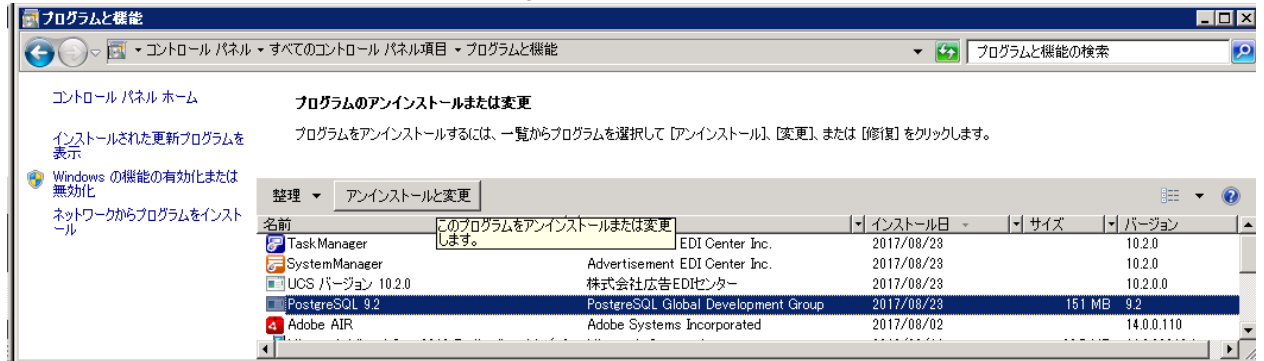 プログラムと機能
コントロール パネル すべてのコントロール パネル項目 プログラムと機能
プログラムと機能の検索
コントロール パネル ホーム
インストールされた更新プログラムを
表示
Windows の機能の有効化または
無効化
ネットワークからプログラムをインスト
ール
プログラムのアンインストールまたは変更
プログラムをアンインストールするには、一覧からプログラムを選択して [アンインストール]、[変更]、または [修復] をクリックします。
整理 アンインストールと変更
名前 インストール日 サイズ バージョン
このプログラムをアンインストールまたは変更
します。
TaskManager EDI Center Inc. 2017/08/23 10.2.0
SystemManager Advertisement EDI Center Inc. 2017/08/23 10.2.0
UCS バージョン 10.2.0 株式会社広告EDIセンター 2017/08/23 10.2.0.0
PostgreSQL 9.2 PostgreSQL Global Development Group 2017/08/23 151 MB 9.2
Adobe AIR Adobe Systems Incorporated 2017/08/02 14.0.0.110